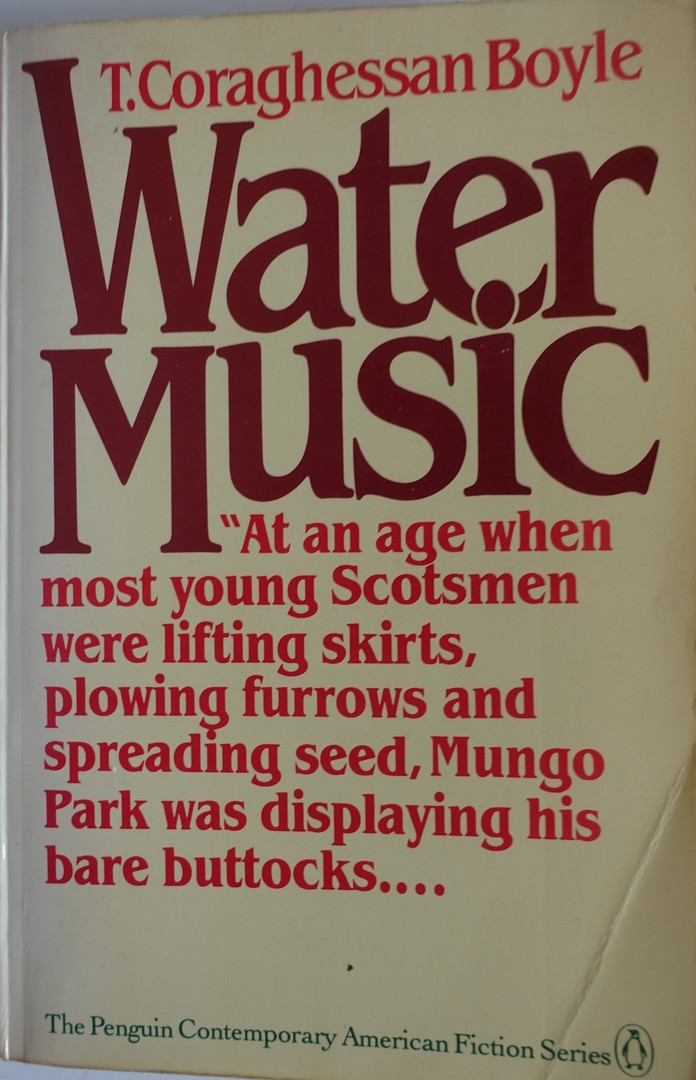 T. Coraghessan Boyle
Water
Music
“At an age when
most young Scotsmen
were lifting skirts,
plowing furrows and
spreading seed, Mungo
Park was displaying his
bare buttocks....
The Penguin Contemporary American Fiction Series